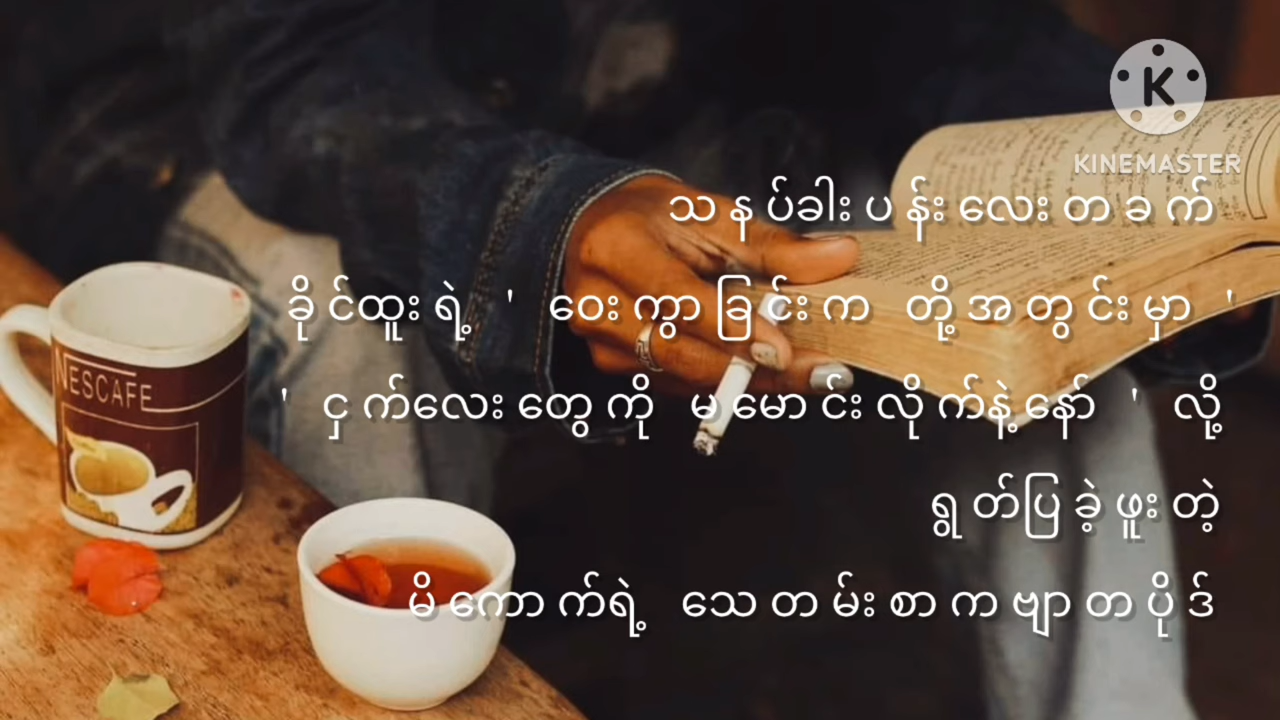 KINEMASTER
သနပ်ခါးပန်းလေးတခက်
ခိုင်ထူးရဲ့ ' ဝေးကွာခြင်းက တို့အတွင်းမှာ '
' ငှက်လေးတွေကို မမောင်းလိုက်နဲ့နော် ' လို့
ရွတ်ပြခဲ့ဖူးတဲ့
မိကောက်ရဲ့ သေတမ်းစာကဗျာတပိုဒ်
NESCAFE